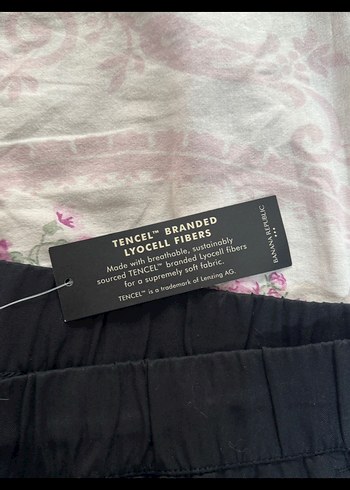 TENCEL™ BRANDED
LYOCELL FIBERS
Made with breathable, sustainably
sourced TENCEL™ branded Lyocell fibers
for a supremely soft fabric.
TENCEL™ is a trademark of Lenzing AG.
BANANA REPUBLIC